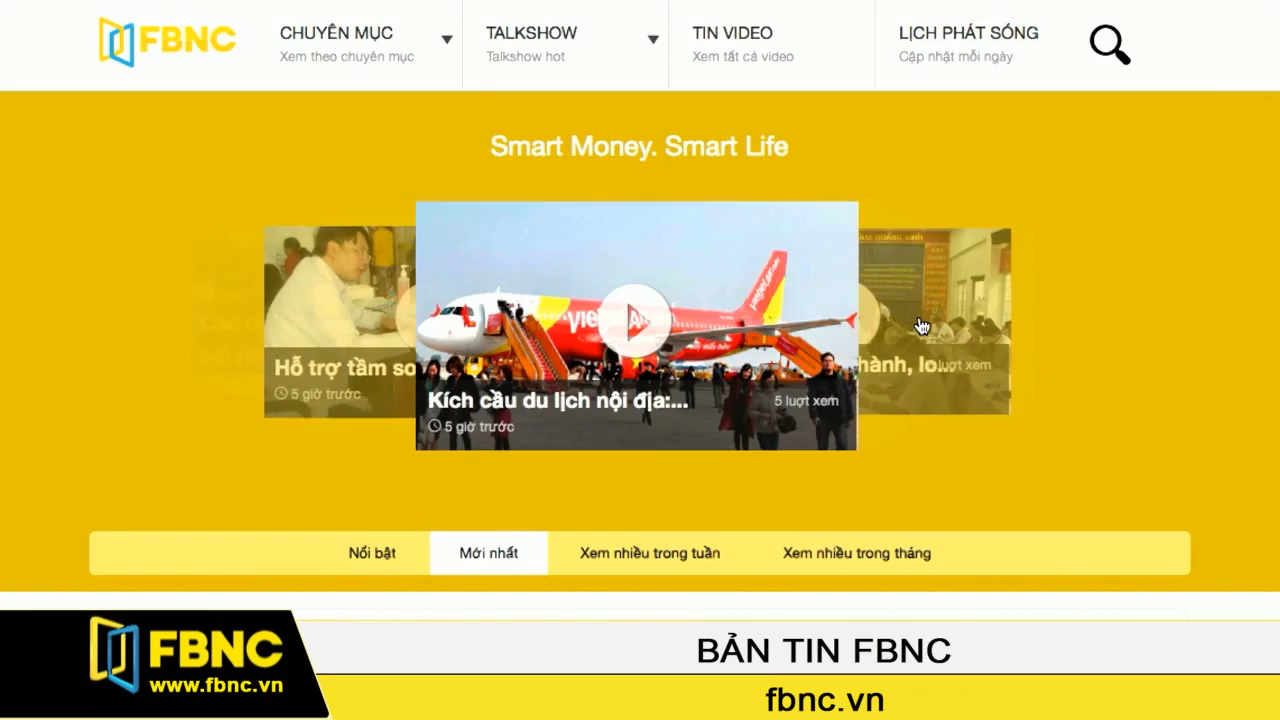 FBNC
CHUYÊN MỤC
Xem theo chuyên mục
TALKSHOW
Talkshow hot
TIN VIDEO
Xem tất cả video
LỊCH PHÁT SÓNG
Cập nhật mỗi ngày
Smart Money. Smart Life
Hỗ trợ tầm so
5 giờ trước
Kích cầu du lịch nội địa:...
5 lượt xem
5 giờ trước
hành, lo...
lượt xem
Nổi bật
Mới nhất
Xem nhiều trong tuần
Xem nhiều trong tháng
FBNC
www.fbnc.vn
BẢN TIN FBNC
fbnc.vn